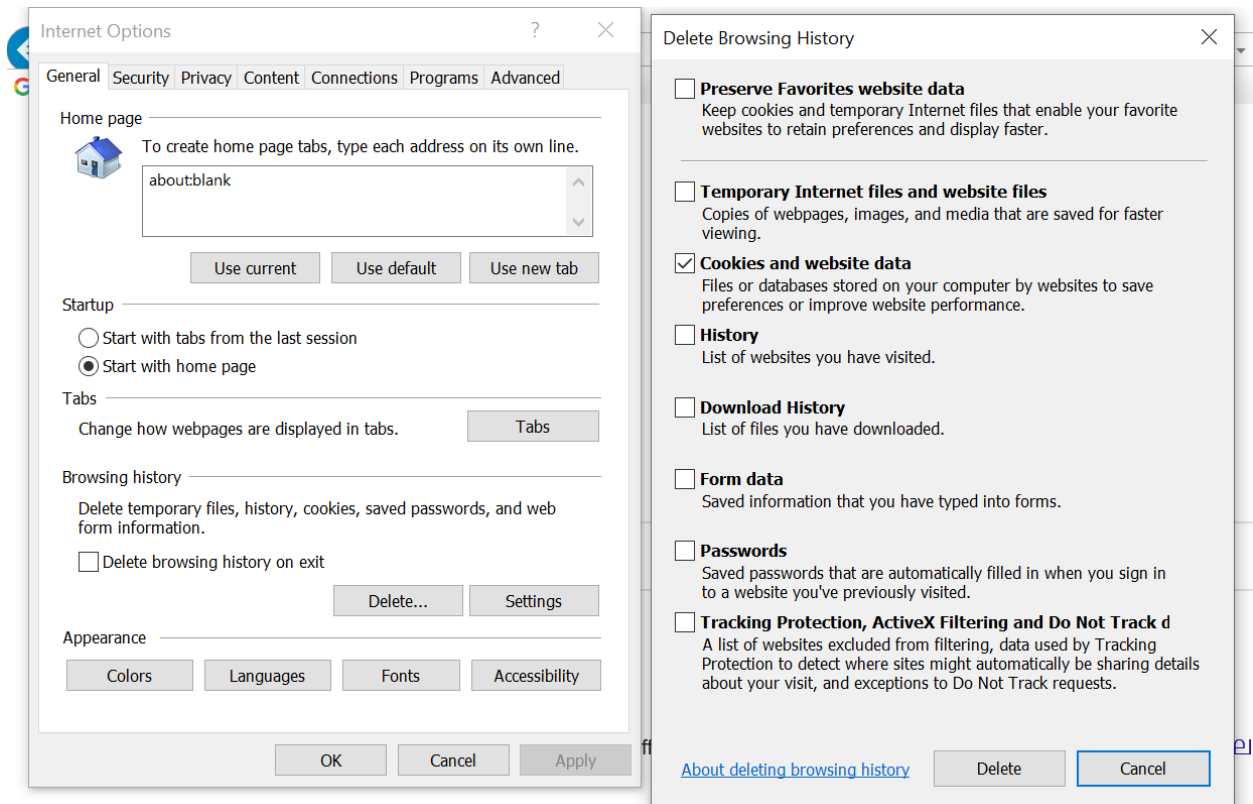 Internet Options
General Security Privacy Content Connections Programs Advanced
Home page
To create home page tabs, type each address on its own line.
about:blank
Use current Use default Use new tab
Startup
Start with tabs from the last session
Start with home page
Tabs
Change how webpages are displayed in tabs.
Tabs
Browsing history
Delete temporary files, history, cookies, saved passwords, and web
form information.
Delete browsing history on exit
Delete... Settings
Appearance
Colors Languages Fonts Accessibility
OK Cancel Apply
Delete Browsing History
Preserve Favorites website data
Keep cookies and temporary Internet files that enable your favorite
websites to retain preferences and display faster.
Temporary Internet files and website files
Copies of webpages, images, and media that are saved for faster
viewing.
Cookies and website data
Files or databases stored on your computer by websites to save
preferences or improve website performance.
History
List of websites you have visited.
Download History
List of files you have downloaded.
Form data
Saved information that you have typed into forms.
Passwords
Saved passwords that are automatically filled in when you sign in
to a website you've previously visited.
Tracking Protection, ActiveX Filtering and Do Not Track d
A list of websites excluded from filtering, data used by Tracking
Protection to detect where sites might automatically be sharing details
about your visit, and exceptions to Do Not Track requests.
About deleting browsing history Delete Cancel